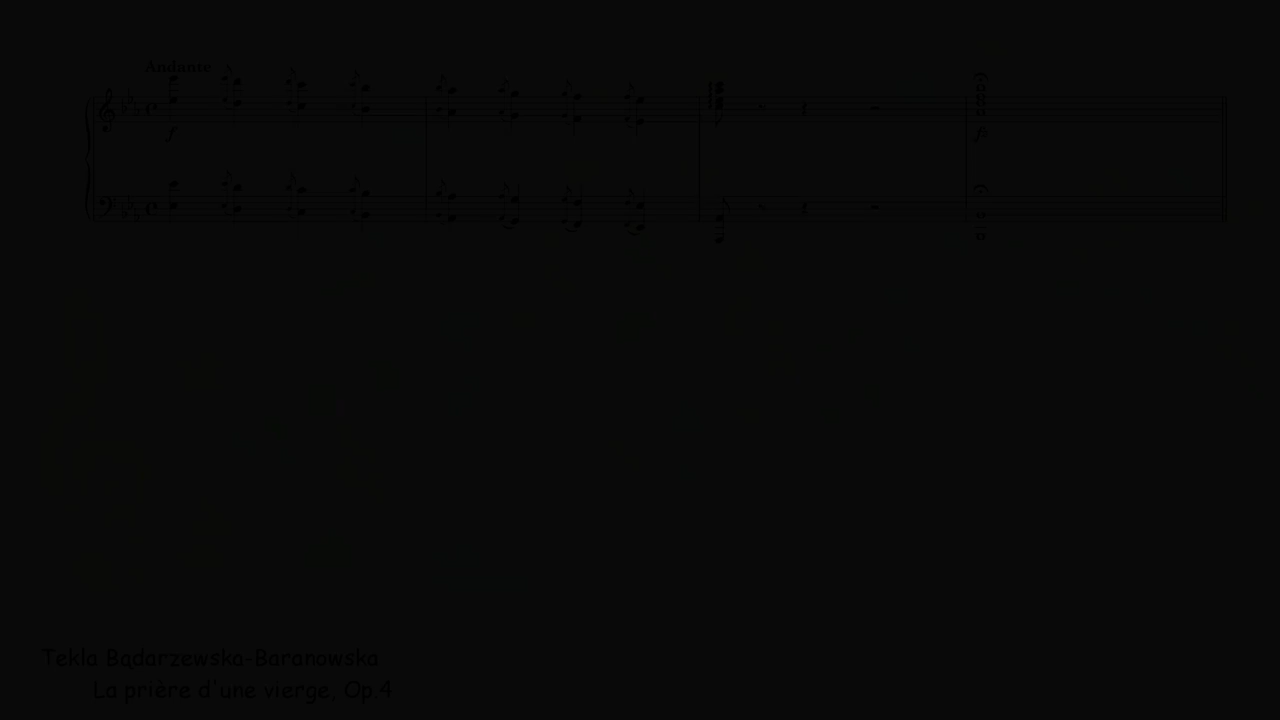 Andante
f
f
Tekla Bądarzewska-Baranowska
La prière d'une vierge, Op.4